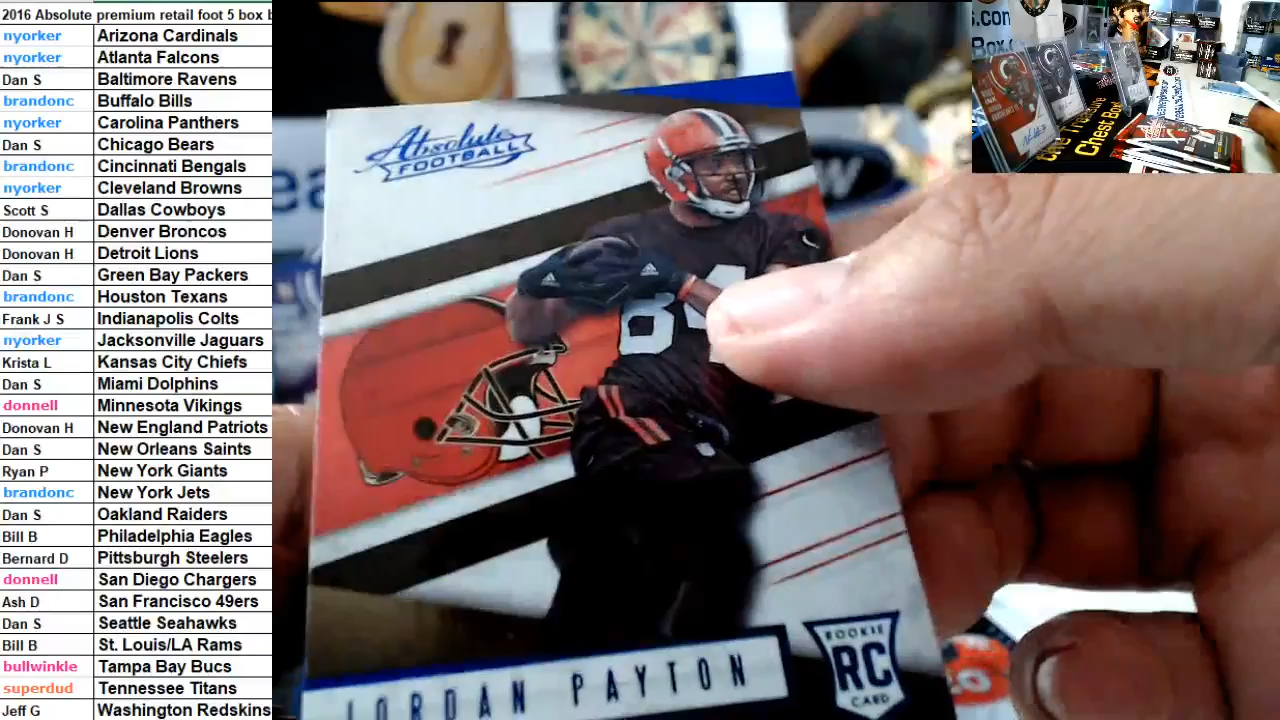 2016 Absolute premium retail foot 5 box b
nyorker Arizona Cardinals
nyorker Atlanta Falcons
Dan S Baltimore Ravens
brandonc Buffalo Bills
nyorker Carolina Panthers
Dan S Chicago Bears
brandonc Cincinnati Bengals
nyorker Cleveland Browns
Scott S Dallas Cowboys
Donovan H Denver Broncos
Donovan H Detroit Lions
Dan S Green Bay Packers
brandonc Houston Texans
Frank J S Indianapolis Colts
nyorker Jacksonville Jaguars
Krista L Kansas City Chiefs
Dan S Miami Dolphins
donnell Minnesota Vikings
Donovan H New England Patriots
Dan S New Orleans Saints
Ryan P New York Giants
brandonc New York Jets
Dan S Oakland Raiders
Bill B Philadelphia Eagles
Bernard D Pittsburgh Steelers
donnell San Diego Chargers
Ash D San Francisco 49ers
Dan S Seattle Seahawks
Bill B St. Louis/LA Rams
bullwinkle Tampa Bay Bucs
superdud Tennessee Titans
Jeff G Washington Redskins
Absolute
FOOTBALL
84
JORDAN PAYTON
ROOKIE
RC
CARD
s.com
Box.c
Chest Box